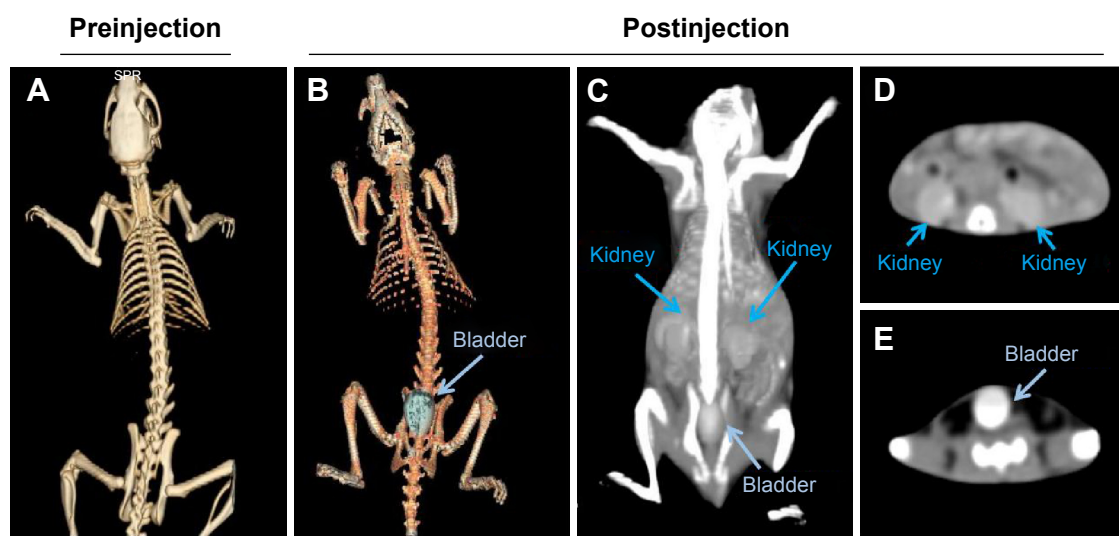 Preinjection
Postinjection
A
SPR
B
Bladder
C
Kidney
Kidney
Bladder
D
Kidney
Kidney
E
Bladder